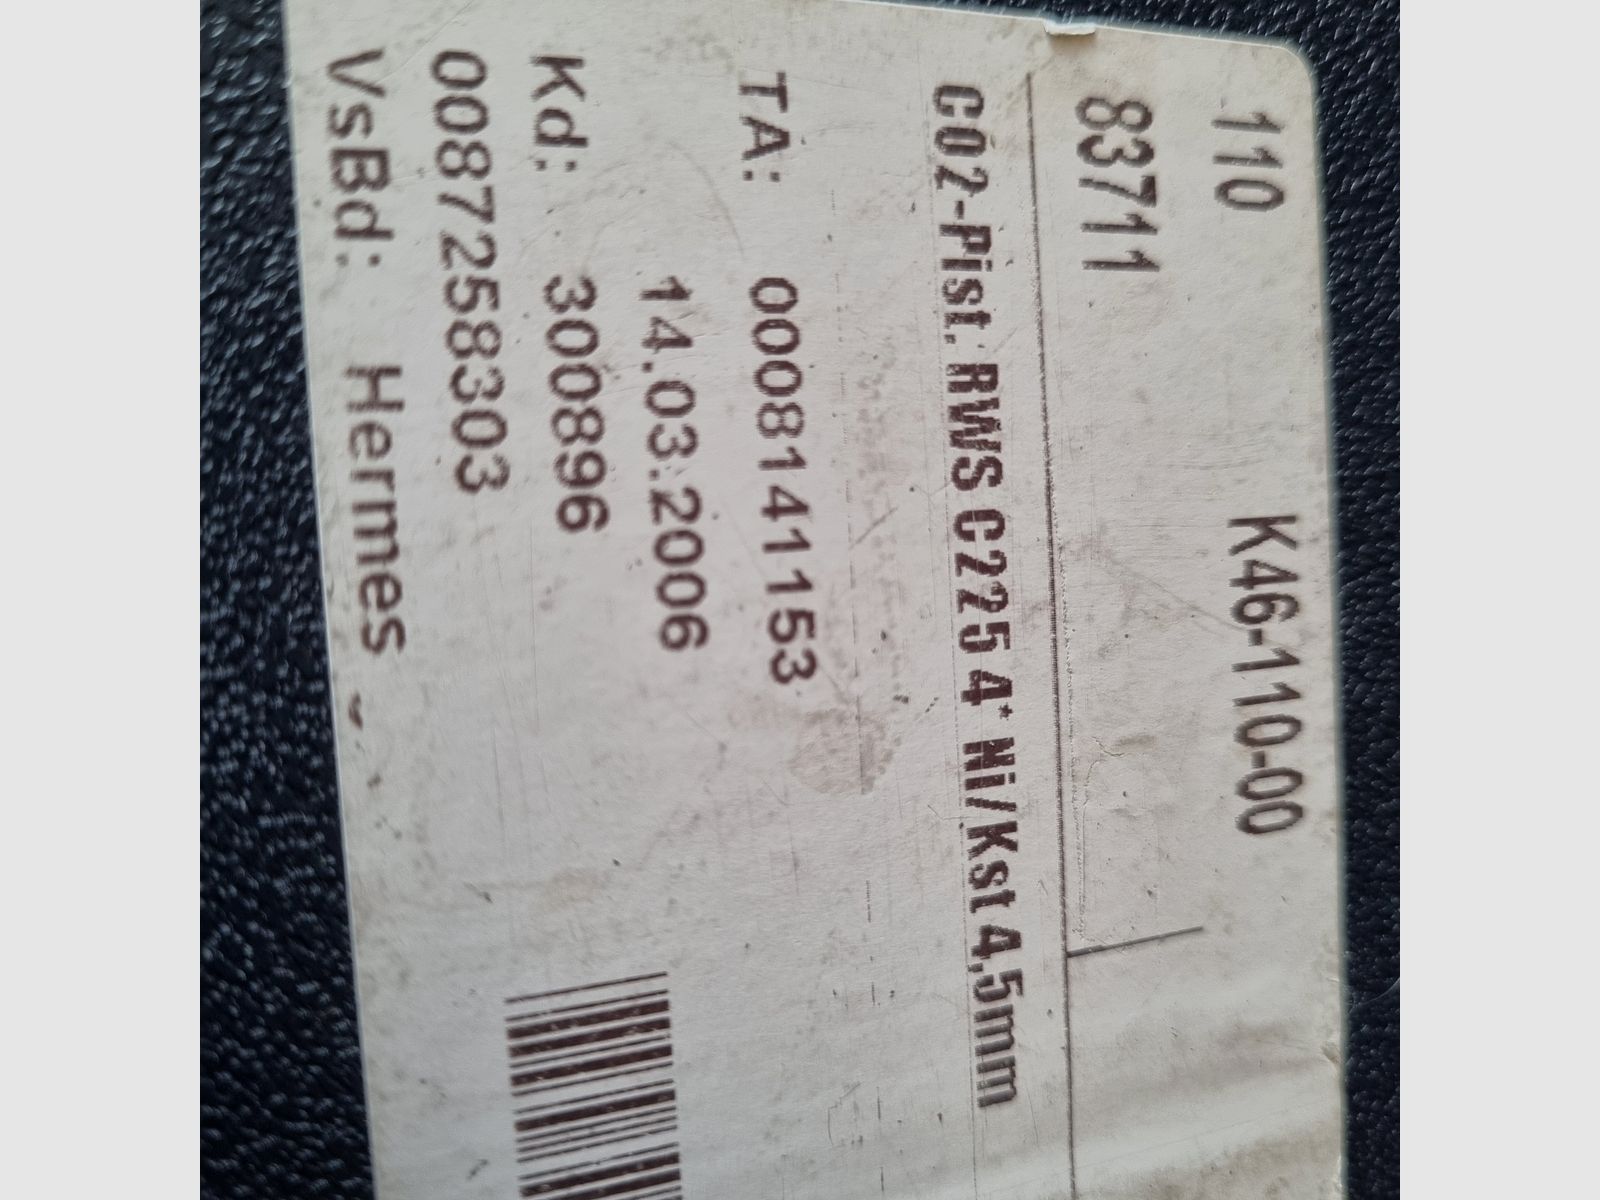 110 K46-110-00
83711
CO2-Pist. RWS C225 4" Ni/Kst 4,5mm
TA: 0008141153
14.03.2006
Kd: 300896
0087258303
VsBd: Hermes